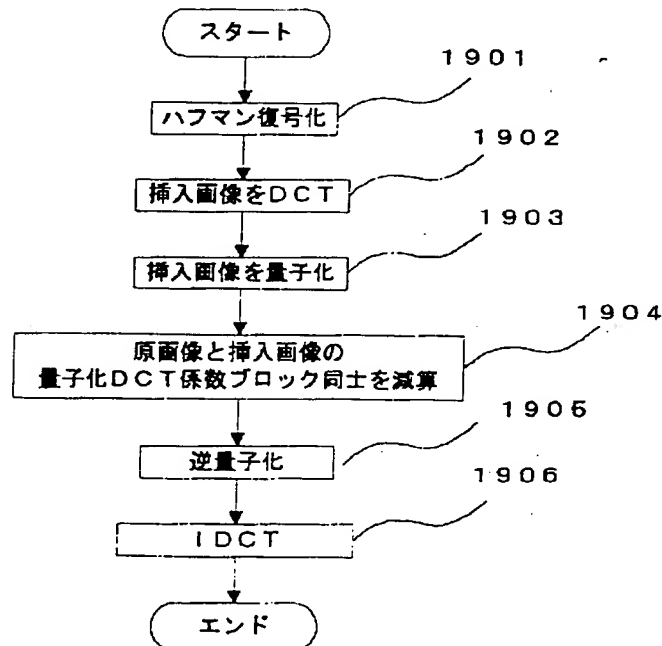 スタート
1901
ハフマン復号化
1902
挿入画像をDCT
1903
挿入画像を量子化
1904
原画像と挿入画像の
量子化DCT係数ブロック同士を減算
1905
逆量子化
1906
IDCT
エンド